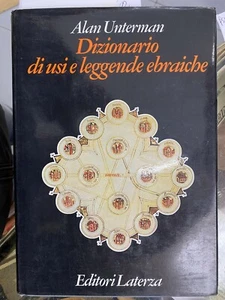 Alan Unterman
Dizionario
di usi e leggende ebraiche
Editori Laterza